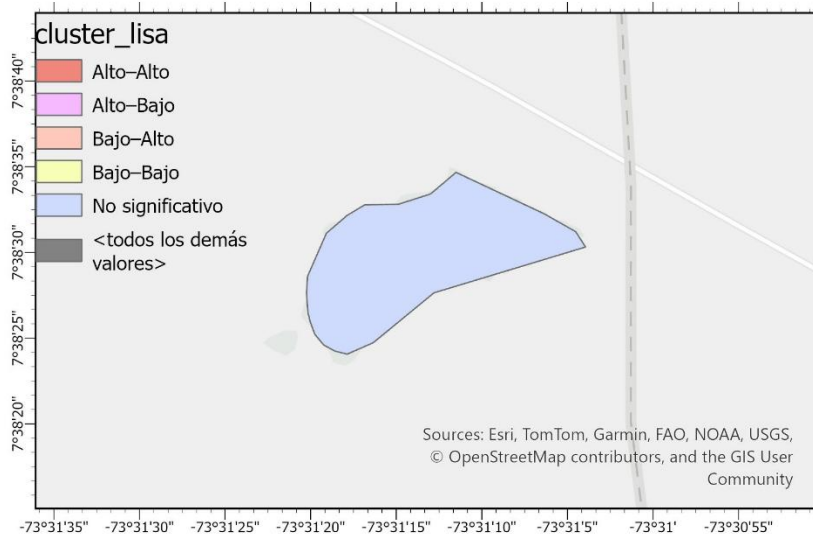 cluster_lisa
Alto–Alto
Alto–Bajo
Bajo–Alto
Bajo–Bajo
No significativo
<todos los demás
valores>
7°38'40"
7°38'35"
7°38'30"
7°38'25"
7°38'20"
Sources: Esri, TomTom, Garmin, FAO, NOAA, USGS,
© OpenStreetMap contributors, and the GIS User
Community
-73°31'35" -73°31'30" -73°31'25" -73°31'20" -73°31'15" -73°31'10" -73°31'5" -73°31' -73°30'55"